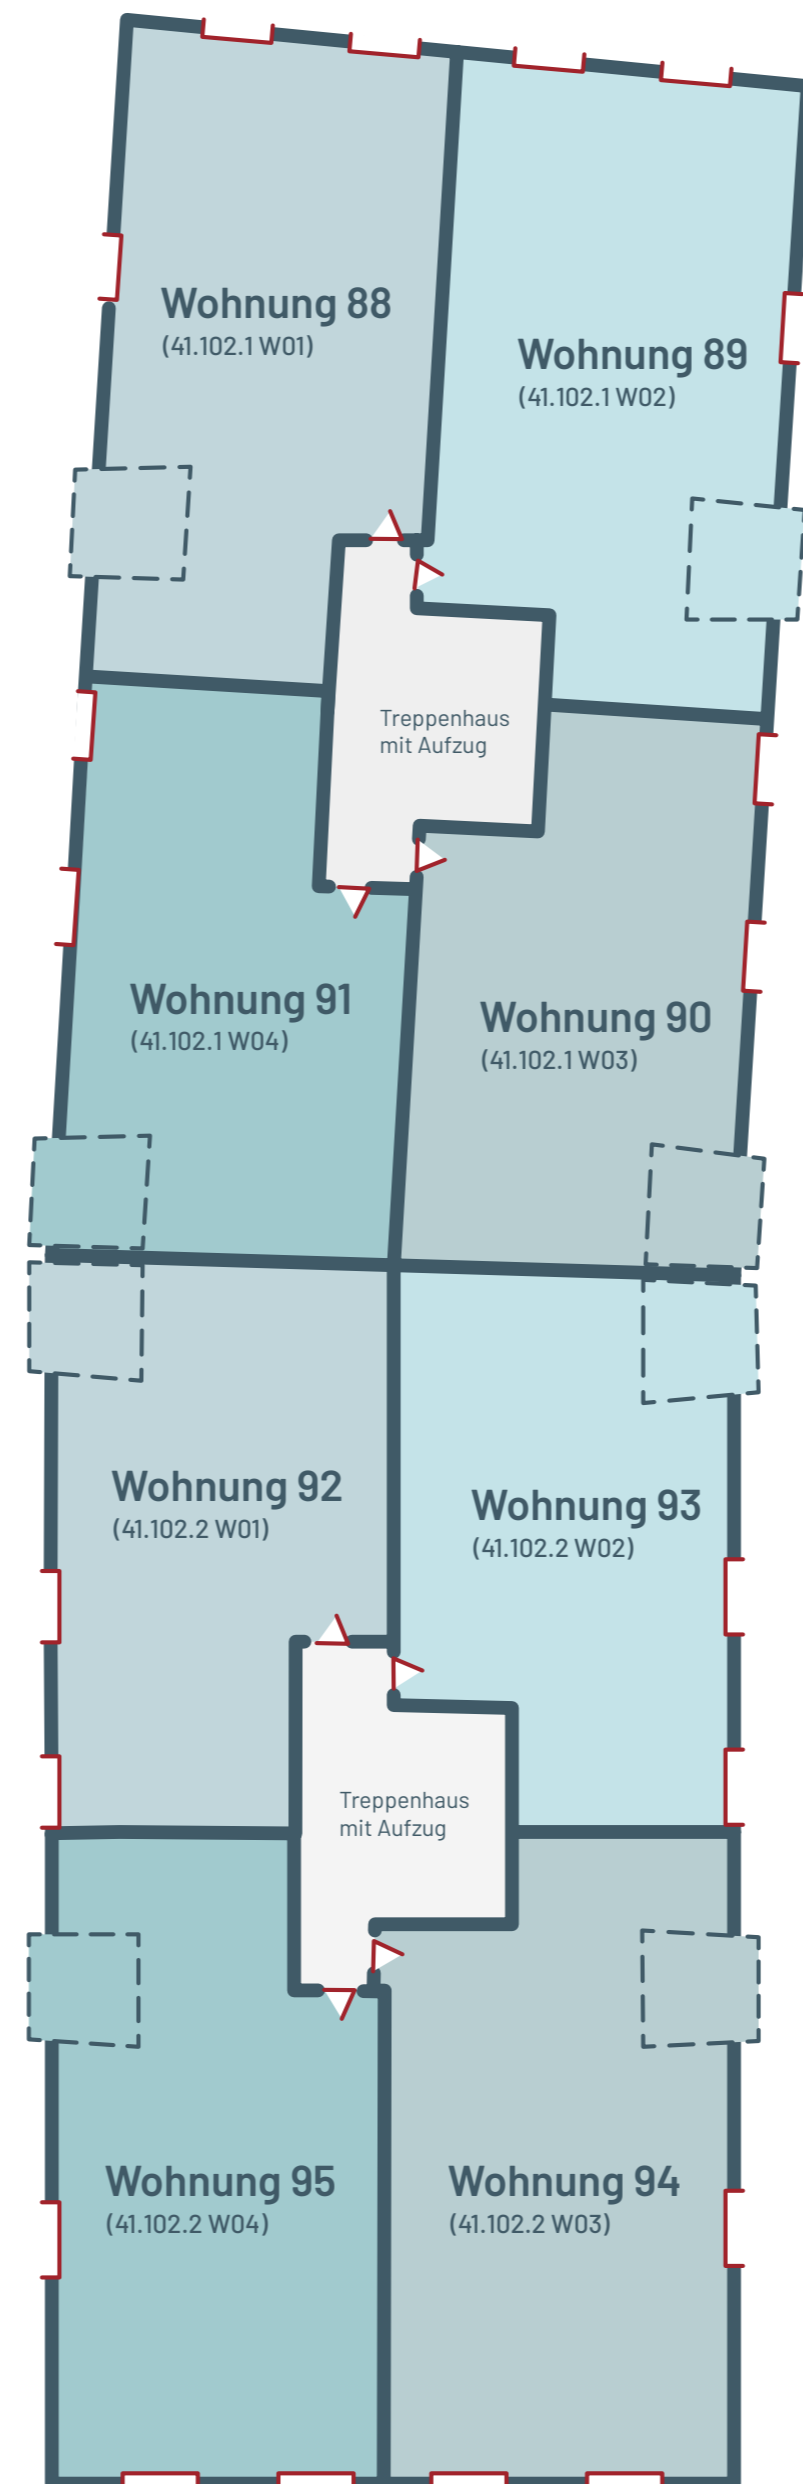 Wohnung 88
(41.102.1 W01)
Wohnung 89
(41.102.1 W02)
Treppenhaus
mit Aufzug
Wohnung 91
(41.102.1 W04)
Wohnung 90
(41.102.1 W03)
Wohnung 92
(41.102.2 W01)
Wohnung 93
(41.102.2 W02)
Treppenhaus
mit Aufzug
Wohnung 95
(41.102.2 W04)
Wohnung 94
(41.102.2 W03)